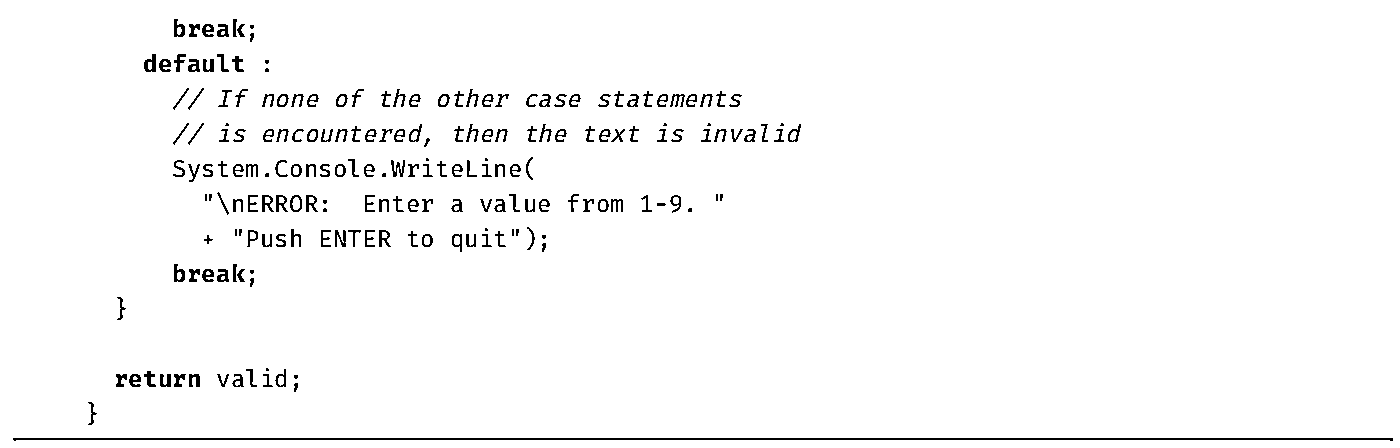 break;
default :
// If none of the other case statements
// is encountered, then the text is invalid
System.Console.WriteLine(
"\nERROR:  Enter a value from 1-9. "
+ "Push ENTER to quit");
break;
}
return valid;
}